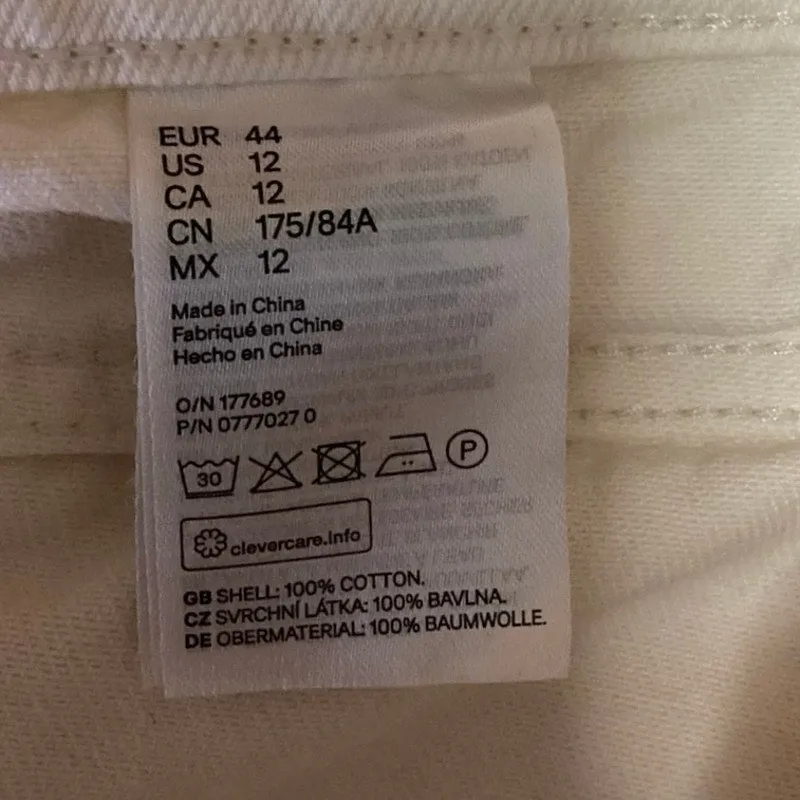 EUR 44
US 12
CA 12
CN 175/84A
MX 12
Made in China
Fabriqué en Chine
Hecho en China
O/N 177689
P/N 0777027 0
30 P
clevercare.info
GB SHELL: 100% COTTON.
CZ SVRCHNÍ LÁTKA: 100% BAVLNA.
DE OBERMATERIAL: 100% BAUMWOLLE.